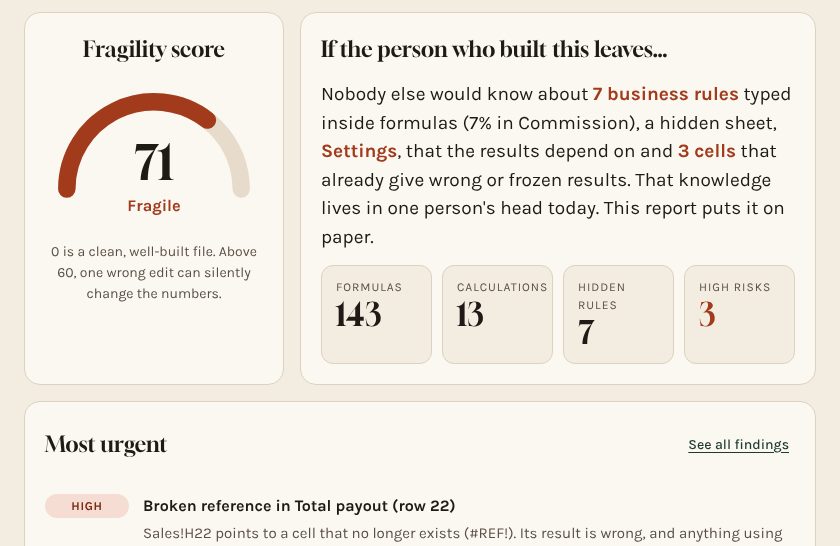 Fragility score
71
Fragile
0 is a clean, well-built file. Above
60, one wrong edit can silently
change the numbers.
If the person who built this leaves...
Nobody else would know about 7 business rules typed
inside formulas (7% in Commission), a hidden sheet,
Settings, that the results depend on and 3 cells that
already give wrong or frozen results. That knowledge
lives in one person's head today. This report puts it on
paper.
FORMULAS
143
CALCULATIONS
13
HIDDEN
RULES
7
HIGH RISKS
3
Most urgent
See all findings
HIGH
Broken reference in Total payout (row 22)
Sales!H22 points to a cell that no longer exists (#REF!). Its result is wrong, and anything using